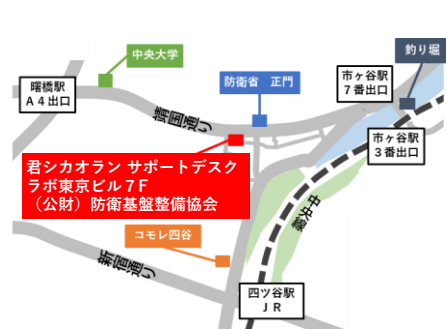 中央大学
釣り堀
曙橋駅
A4出口
防衛省　正門
市ヶ谷駅
7番出口
靖国通り
市ヶ谷駅
3番出口
君シカオラン サポートデスク
ラポ東京ビル7F
（公財）防衛基盤整備協会
中央線
コモレ四谷
新宿通り
四ツ谷駅
JR